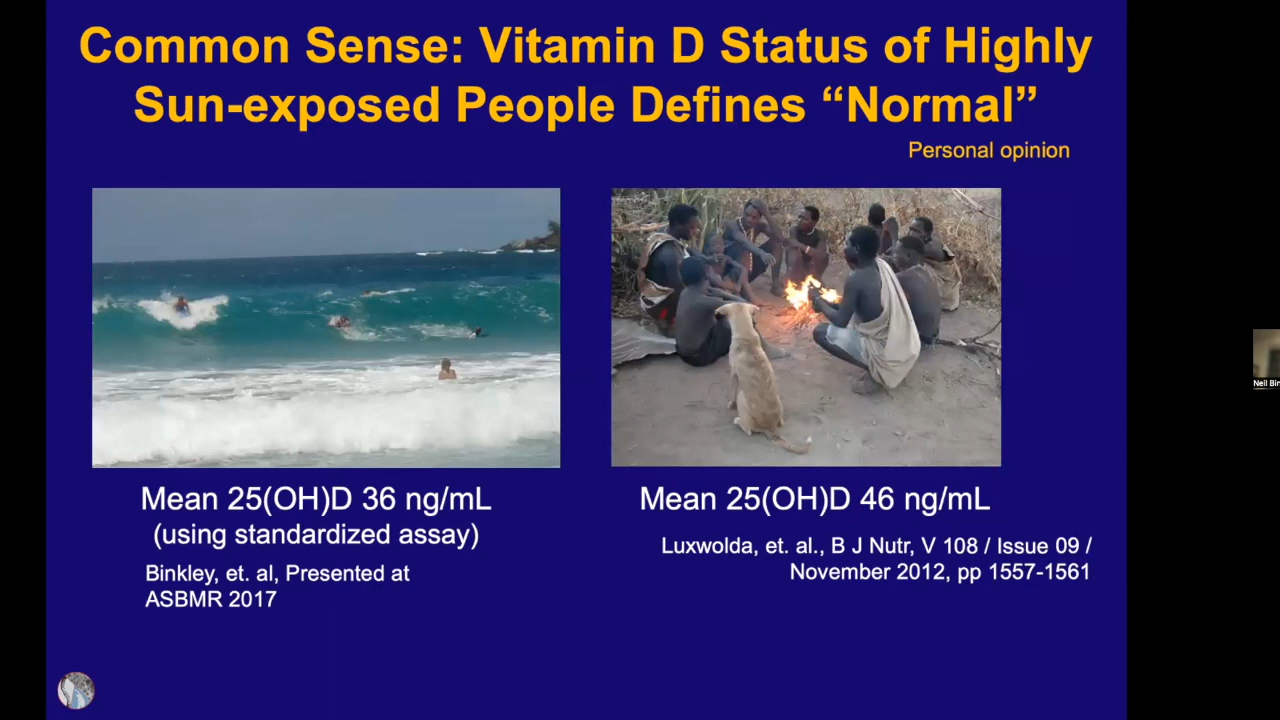 Common Sense: Vitamin D Status of Highly
Sun-exposed People Defines “Normal”
Personal opinion
Mean 25(OH)D 36 ng/mL
(using standardized assay)
Binkley, et. al, Presented at
ASBMR 2017
Mean 25(OH)D 46 ng/mL
Luxwolda, et. al., B J Nutr, V 108 / Issue 09 /
November 2012, pp 1557-1561
Neil Bin